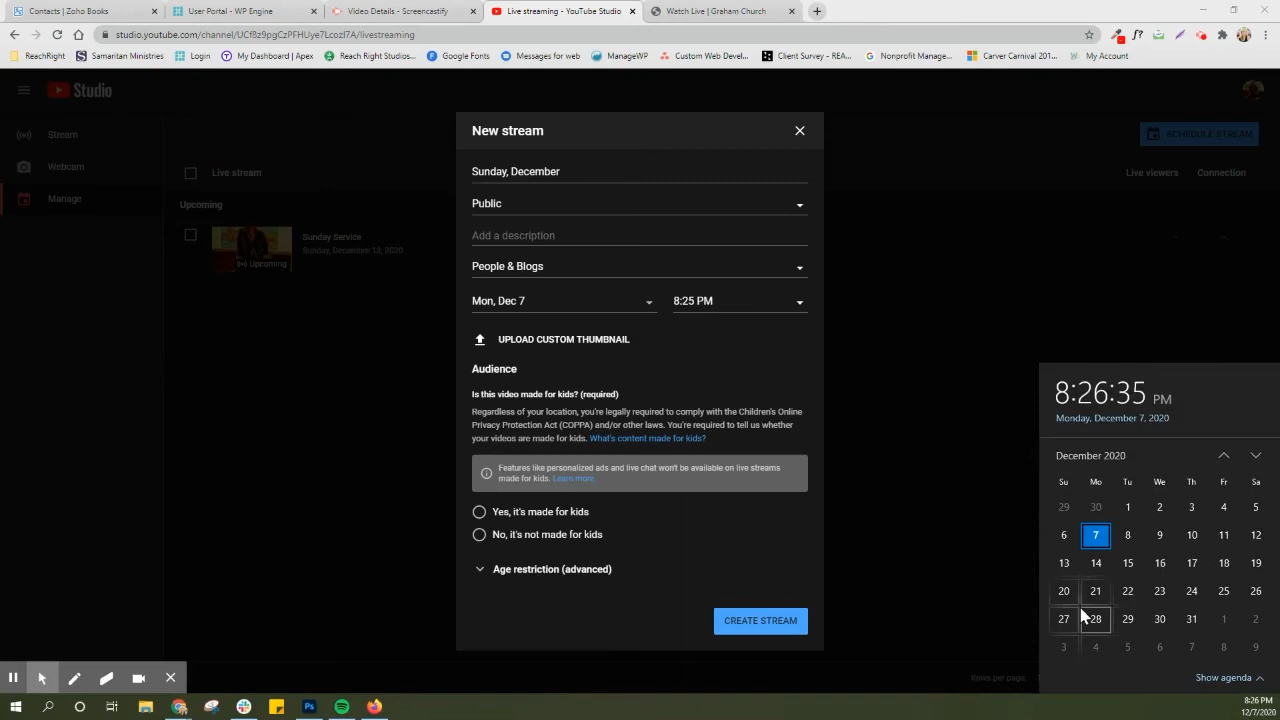 Contacts | Zoho Books
User Portal - WP Engine
Video Details - Screencastify
Live streaming - YouTube Studio
Watch Live | Graham Church
ReachRight
Samaritan Ministries
Login
My Dashboard | Apex
Reach Right Studios...
Google Fonts
Messages for web
ManageWP
Custom Web Develo...
Client Survey - REA...
Nonprofit Manage...
Carver Carnival 201...
My Account
Studio
Stream
Webcam
Manage
Live stream
Upcoming
Upcoming
Sunday Service
Sunday, December 13, 2020
SCHEDULE STREAM
Live viewers
Connection
New stream
Sunday, December
Public
Add a description
People & Blogs
Mon, Dec 7
8:25 PM
UPLOAD CUSTOM THUMBNAIL
Audience
Is this video made for kids? (required)
Regardless of your location, you're legally required to comply with the Children's Online
Privacy Protection Act (COPPA) and/or other laws. You're required to tell us whether
your videos are made for kids. What's content made for kids?
Features like personalized ads and live chat won't be available on live streams
made for kids. Learn more
Yes, it's made for kids
No, it's not made for kids
Age restriction (advanced)
CREATE STREAM
8:26:35 PM
Monday, December 7, 2020
December 2020
Su Mo Tu We Th Fr Sa
29 30 1 2 3 4 5
6 7 8 9 10 11 12
13 14 15 16 17 18 19
20 21 22 23 24 25 26
27 28 29 30 31 1 2
3 4 5 6 7 8 9
Show agenda
Rows per page:
8:26 PM
12/7/2020